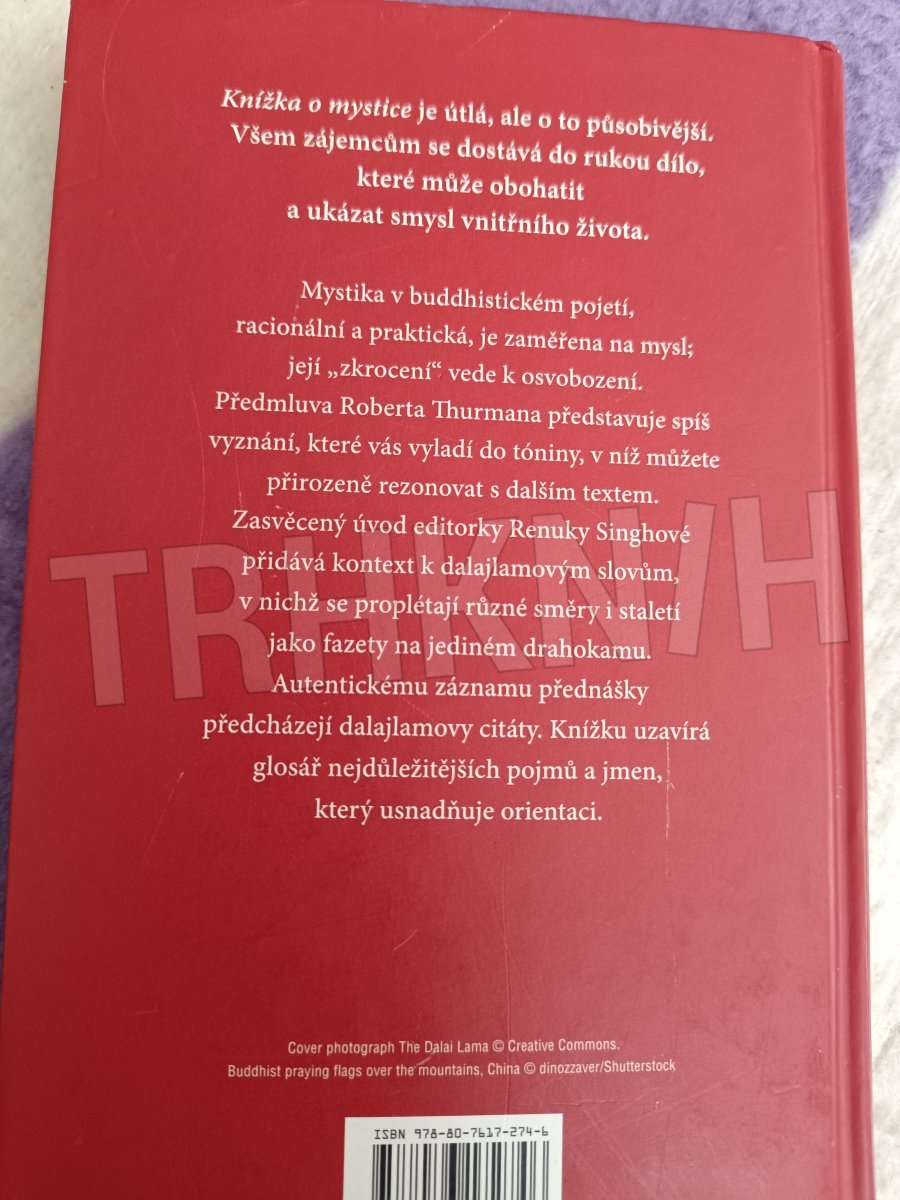 Knížka o mystice je útlá, ale o to působivější.
Všem zájemcům se dostává do rukou dílo,
které může obohatit
a ukázat smysl vnitřního života.
Mystika v buddhistickém pojetí,
racionální a praktická, je zaměřena na mysl;
její „zkrocení“ vede k osvobození.
Předmluva Roberta Thurmana představuje spíš
vyznání, které vás vyladí do tóniny, v níž můžete
přirozeně rezonovat s dalším textem.
Zasvěcený úvod editorky Renuky Singhové
přidává kontext k dalajlamovým slovům,
v nichž se proplétají různé směry i staletí
jako fazety na jediném drahokamu.
Autentickému záznamu přednášky
předcházejí dalajlamovy citáty. Knížku uzavírá
glosář nejdůležitějších pojmů a jmen,
který usnadňuje orientaci.
TRHKNIH
Cover photograph The Dalai Lama © Creative Commons.
Buddhist praying flags over the mountains, China © dinozzaver/Shutterstock
ISBN 978-80-7617-274-6